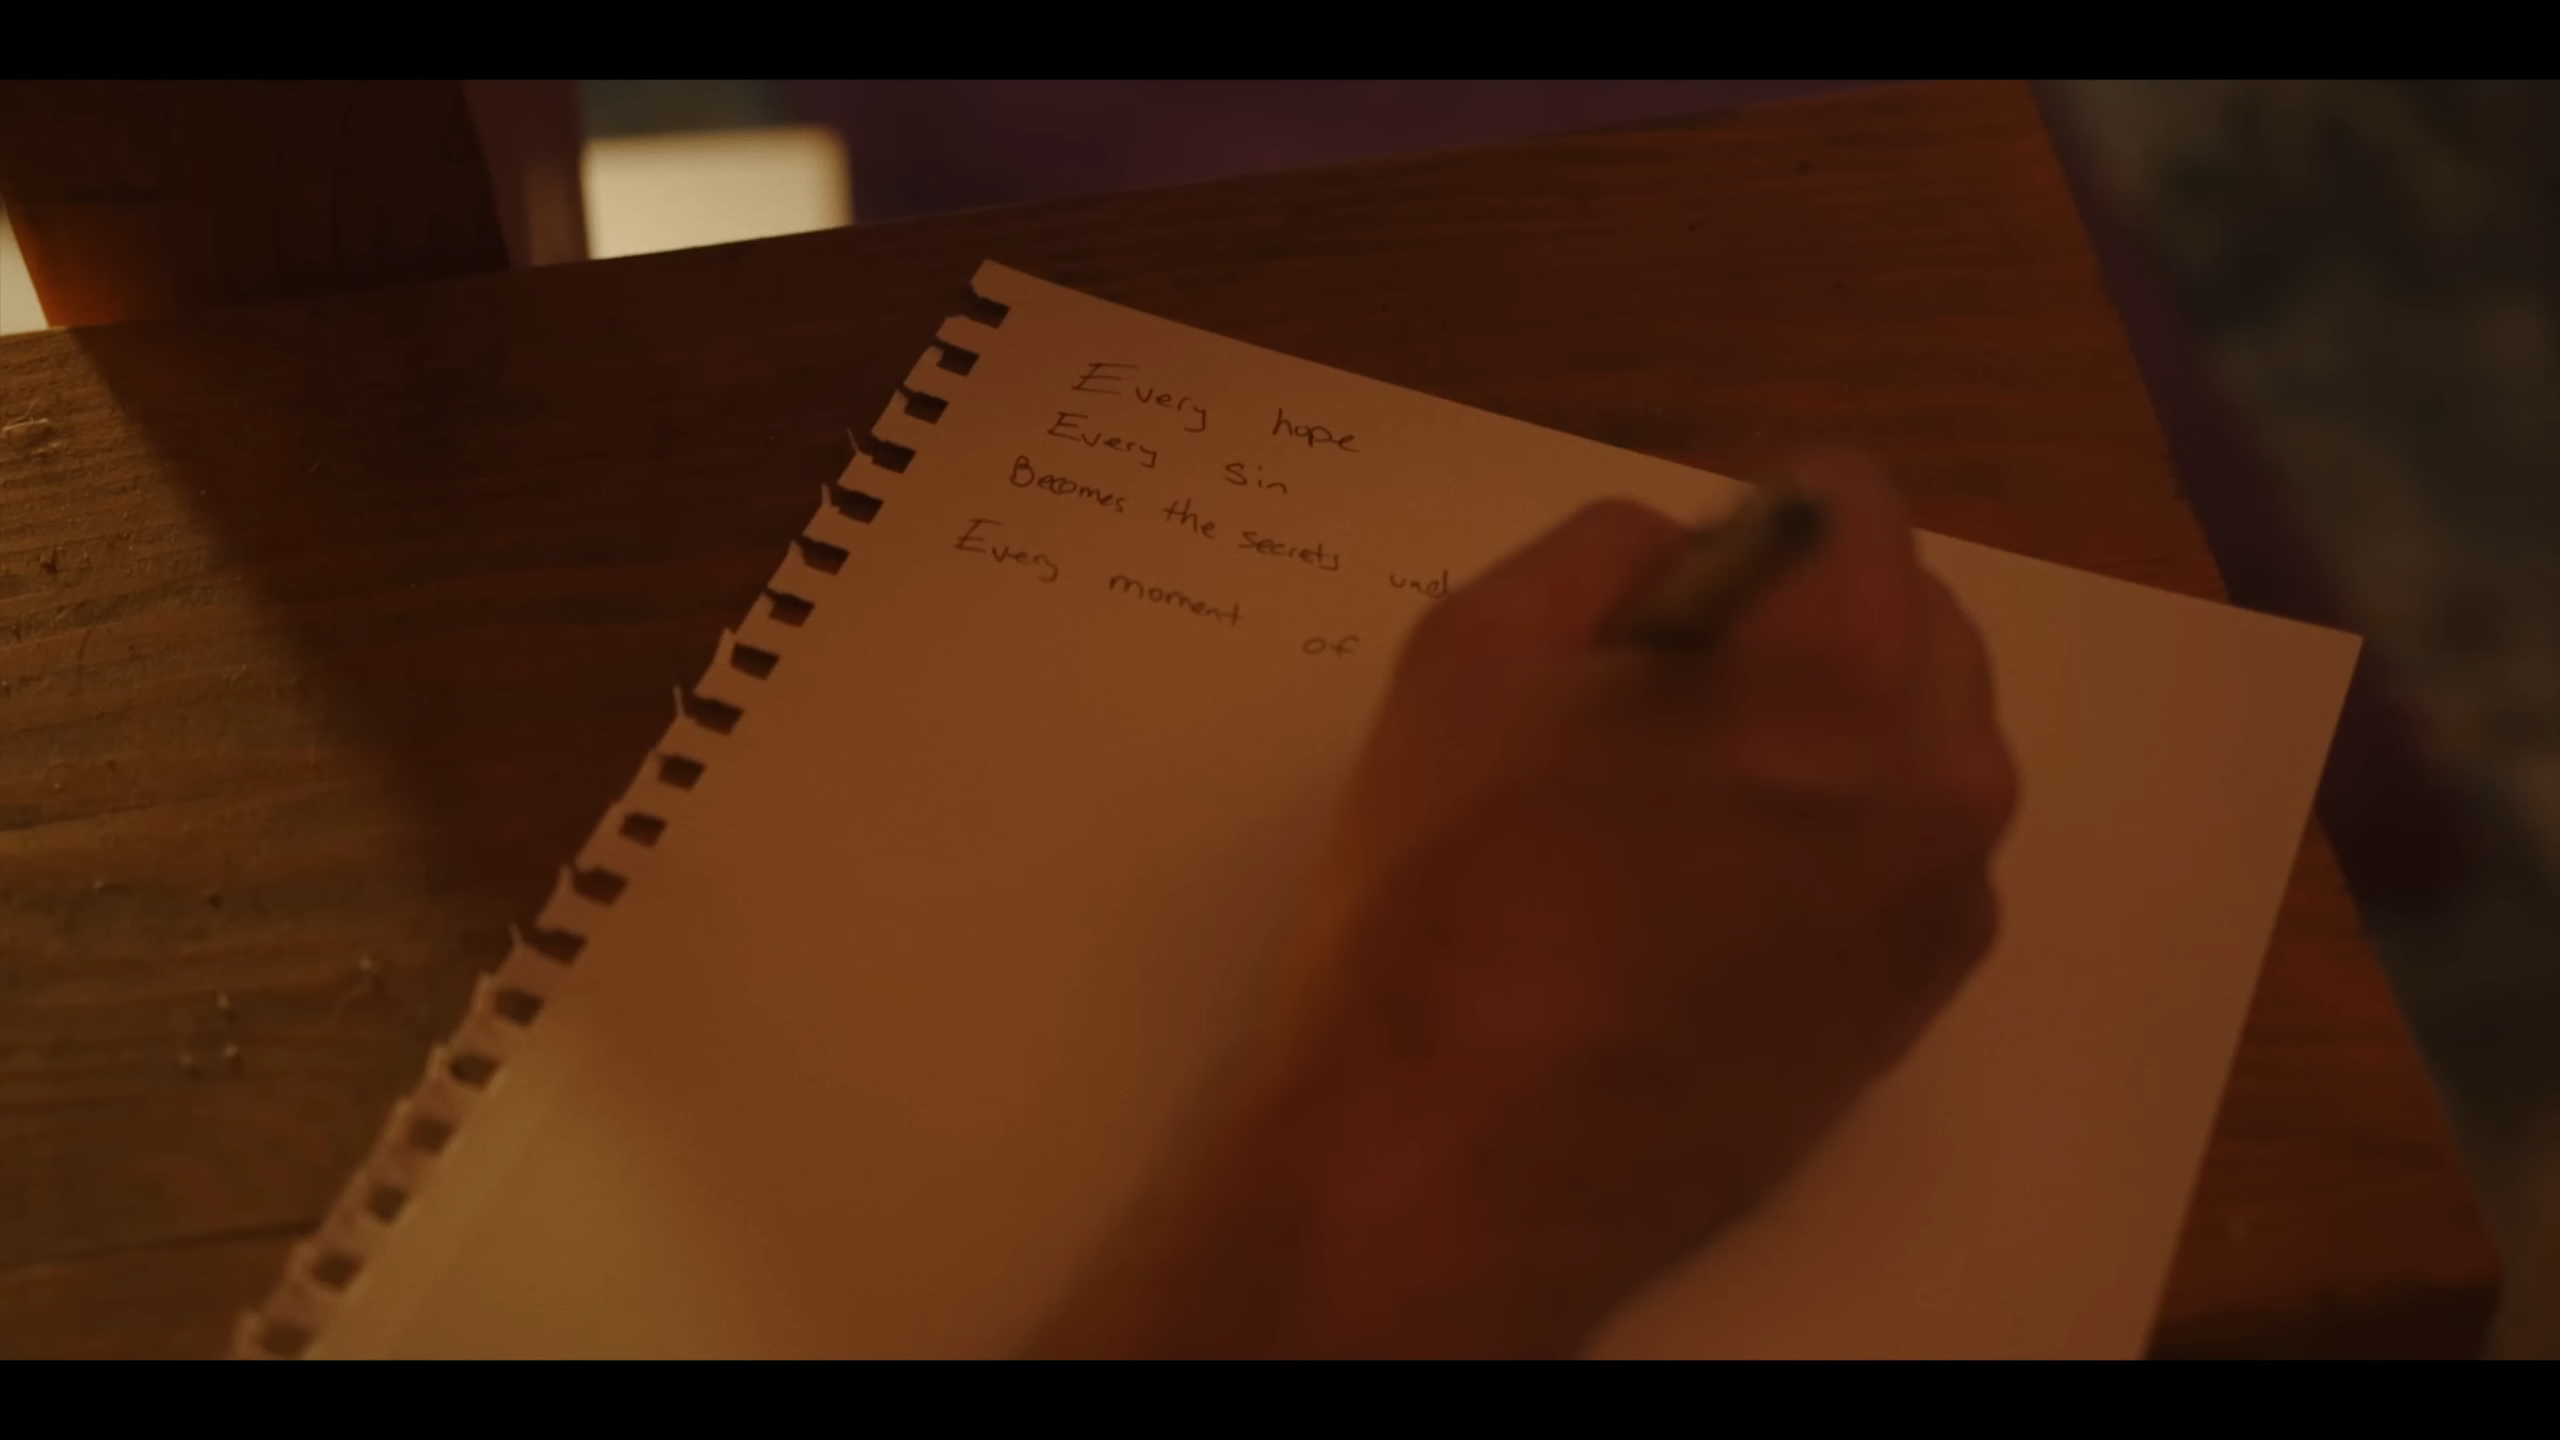 Every hope
Every sin
Becomes the secrets
Every moment of